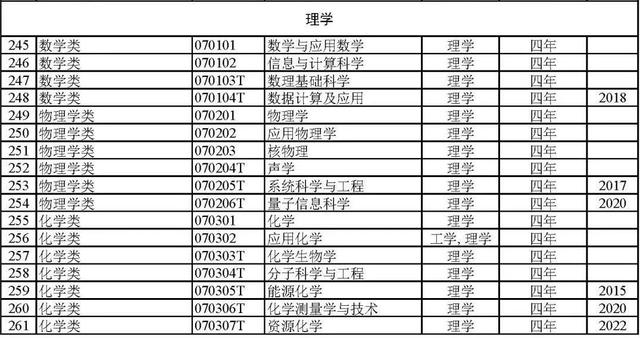 理学
245 数学类 070101 数学与应用数学 理学 四年
246 数学类 070102 信息与计算科学 理学 四年
247 数学类 070103T 数理基础科学 理学 四年
248 数学类 070104T 数据计算及应用 理学 四年 2018
249 物理学类 070201 物理学 理学 四年
250 物理学类 070202 应用物理学 理学 四年
251 物理学类 070203 核物理 理学 四年
252 物理学类 070204T 声学 理学 四年
253 物理学类 070205T 系统科学与工程 理学 四年 2017
254 物理学类 070206T 量子信息科学 理学 四年 2020
255 化学类 070301 化学 理学 四年
256 化学类 070302 应用化学 工学,理学 四年
257 化学类 070303T 化学生物学 理学 四年
258 化学类 070304T 分子科学与工程 理学 四年
259 化学类 070305T 能源化学 理学 四年 2015
260 化学类 070306T 化学测量学与技术 理学 四年 2020
261 化学类 070307T 资源化学 理学 四年 2022